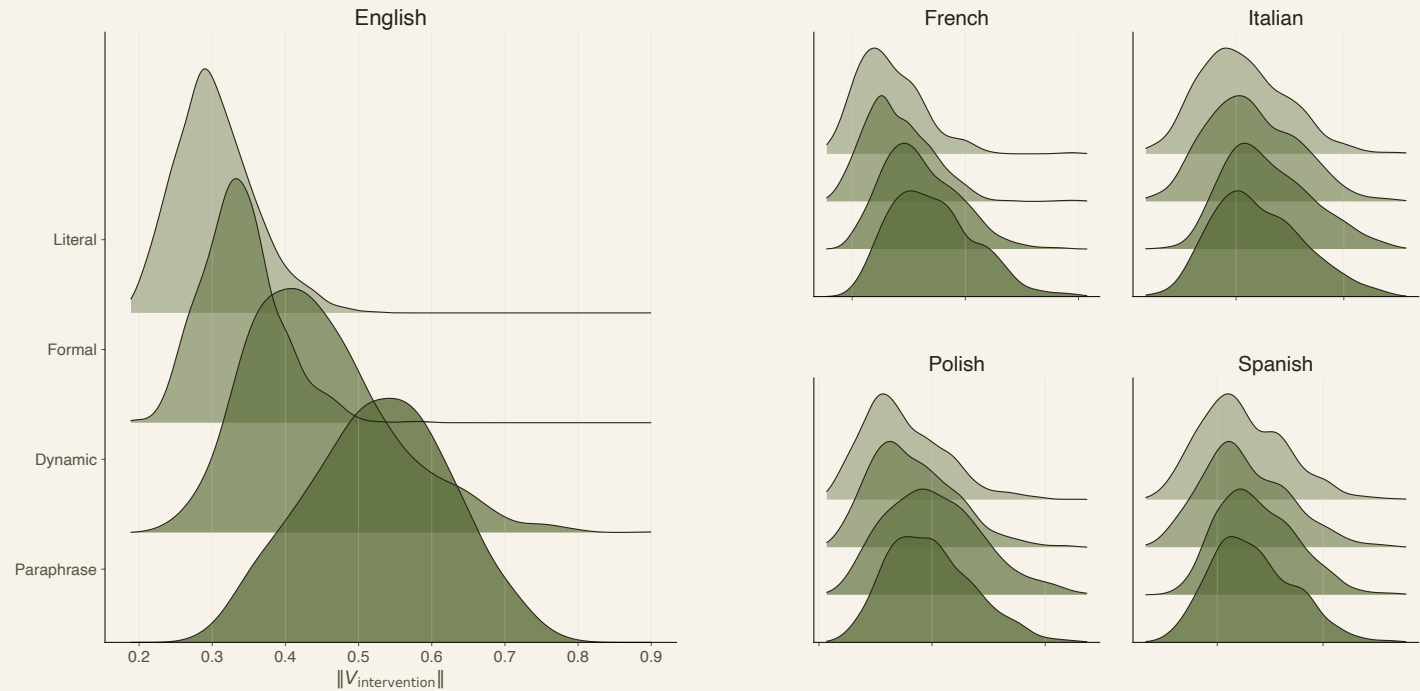 English
Literal
Formal
Dynamic
Paraphrase
0.2 0.3 0.4 0.5 0.6 0.7 0.8 0.9
‖V_intervention‖
French
Italian
Polish
Spanish